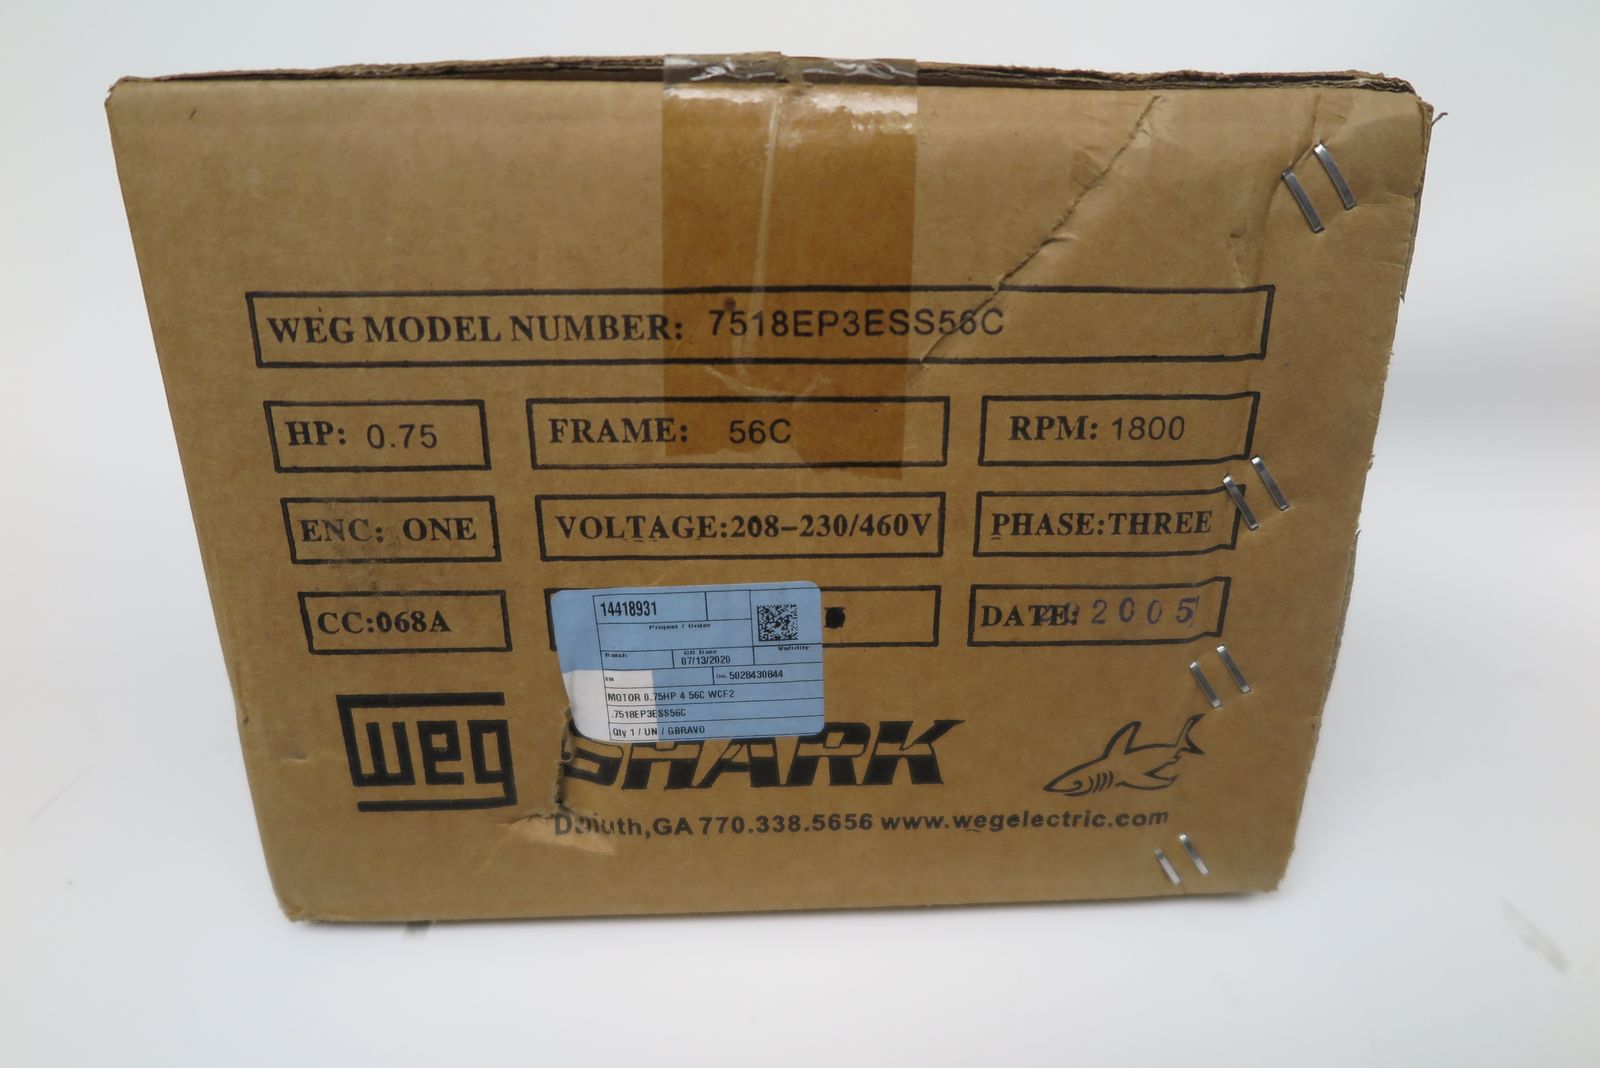 WEG MODEL NUMBER: 7518EP3ESS56C
HP: 0.75 FRAME: 56C RPM: 1800
ENC: ONE VOLTAGE:208-230/460V PHASE:THREE
CC:068A DATE: 2005
14418931
Project / Order
Batch GR Date Validity
07/13/2020
5028430844
MOTOR 0.75HP 4 56C WCF2
.7518EP3ESS56C
Qty 1 / UN / GBRAVO
weg SHARK
GA 770.338.5656 www.wegelectric.com